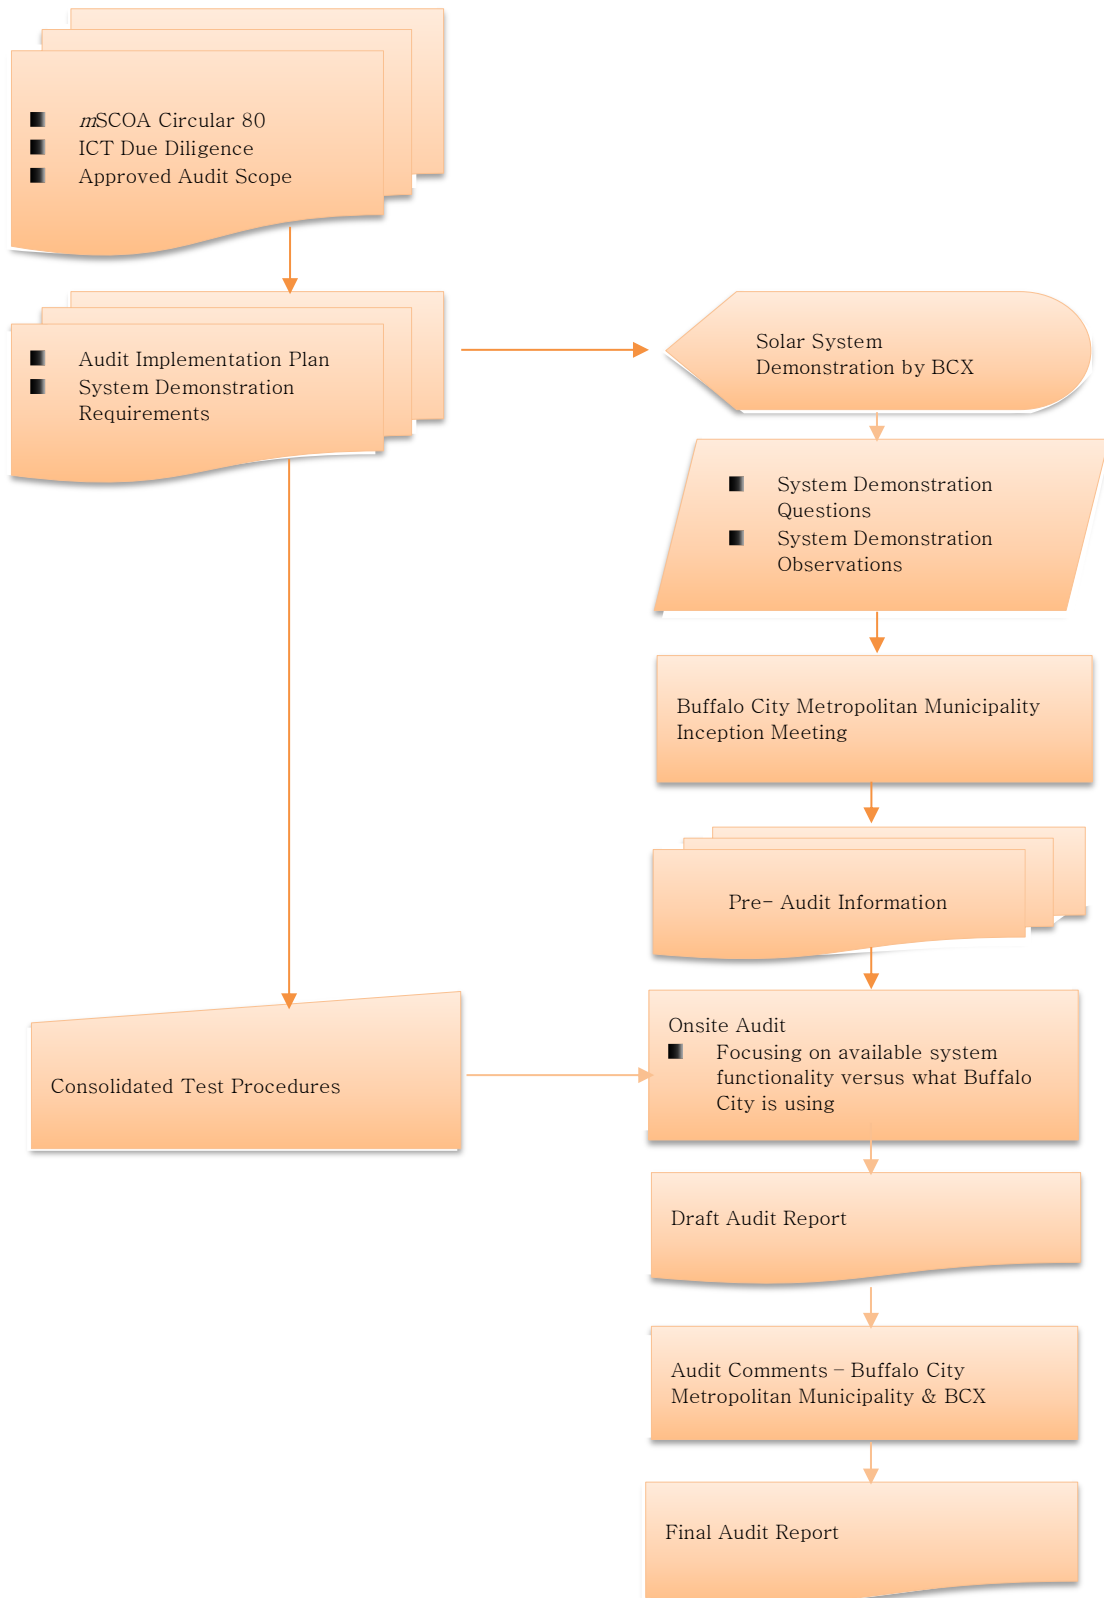 mSCOA Circular 80
ICT Due Diligence
Approved Audit Scope
Audit Implementation Plan
System Demonstration
Requirements
Solar System
Demonstration by BCX
System Demonstration
Questions
System Demonstration
Observations
Buffalo City Metropolitan Municipality
Inception Meeting
Pre- Audit Information
Consolidated Test Procedures
Onsite Audit
Focusing on available system
functionality versus what Buffalo
City is using
Draft Audit Report
Audit Comments – Buffalo City
Metropolitan Municipality & BCX
Final Audit Report